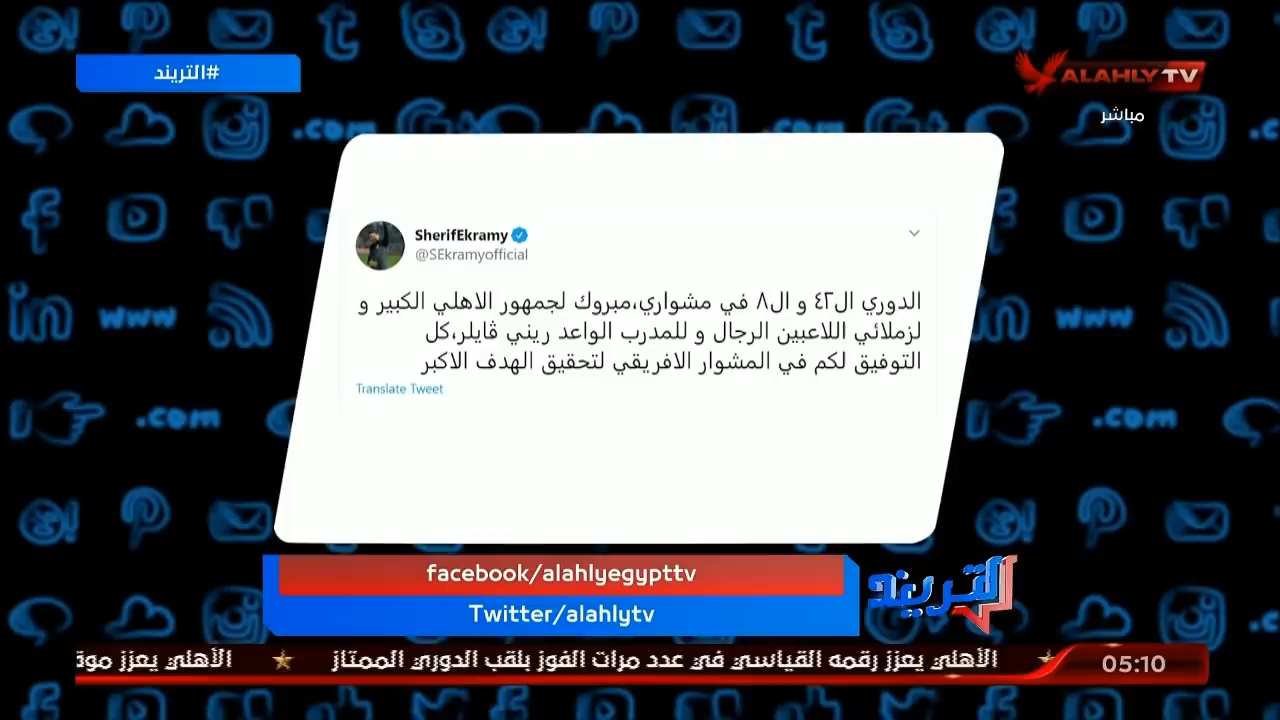 #التريند
ALAHLY TV
مباشر
SherifEkramy
@SEkramyofficial
الدوري ال٤٢ و ال٨ في مشواري،مبروك لجمهور الاهلي الكبير و
لزملائي اللاعبين الرجال و للمدرب الواعد ريني ڤايلر،كل
التوفيق لكم في المشوار الافريقي لتحقيق الهدف الاكبر
Translate Tweet
facebook/alahlyegypttv
Twitter/alahlytv
التريند
الأهلي يعزز رقمه القياسي في عدد مرات الفوز بلقب الدوري الممتاز ★ الأهلي يعزز
05:10